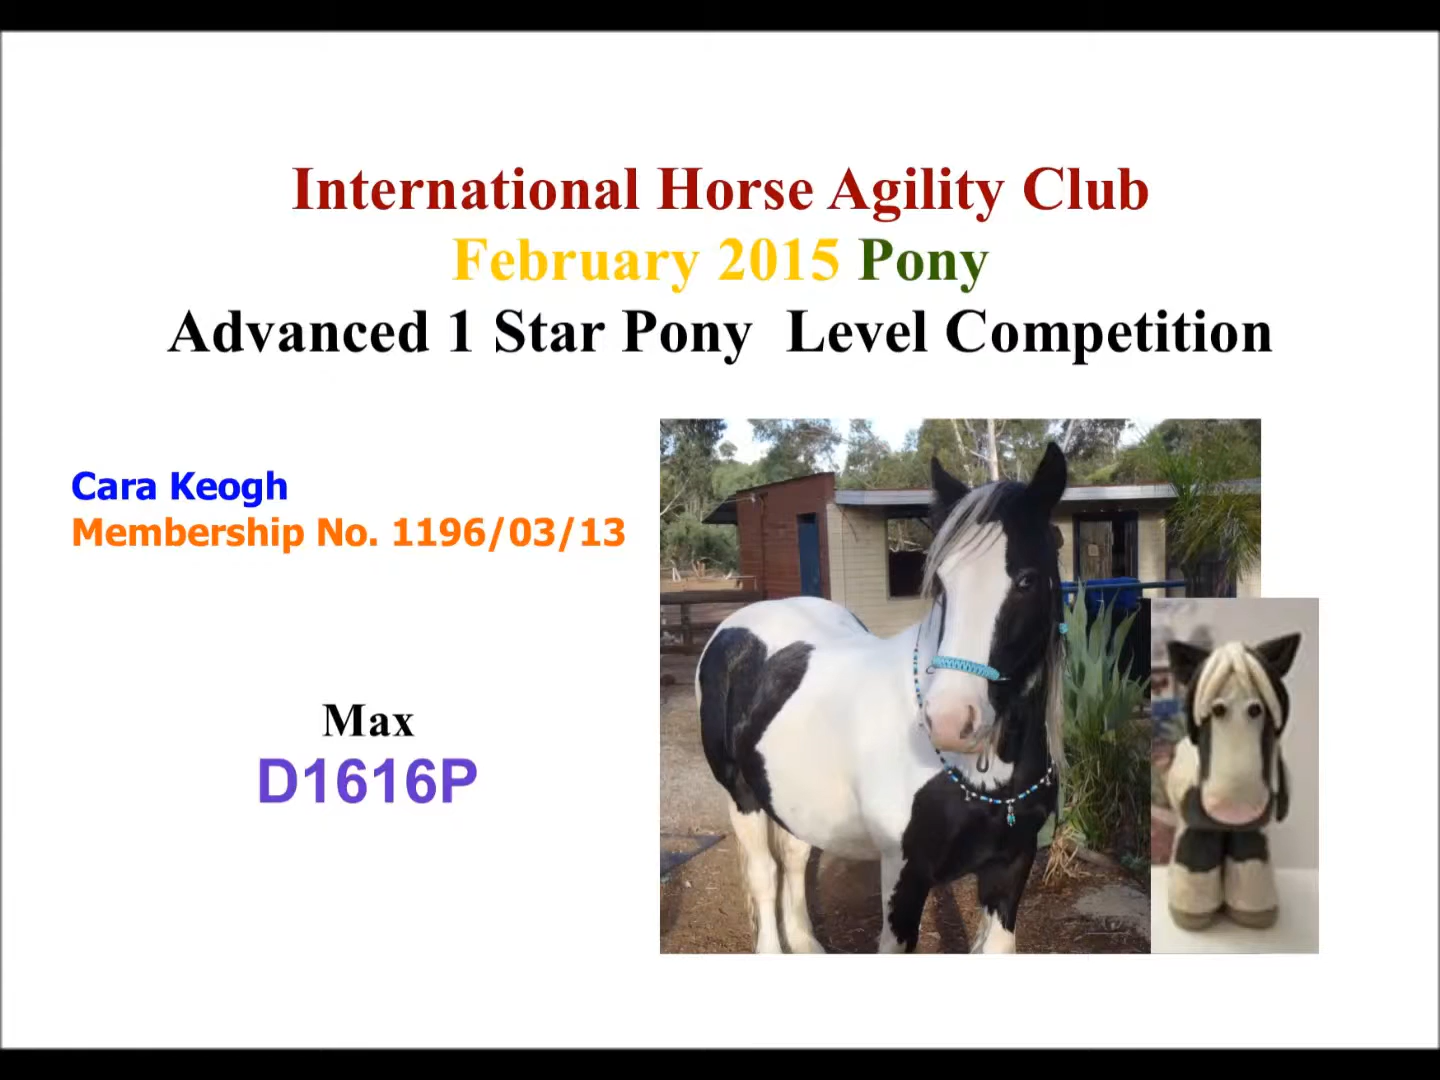 International Horse Agility Club
February 2015 Pony
Advanced 1 Star Pony Level Competition
Cara Keogh
Membership No. 1196/03/13
Max
D1616P